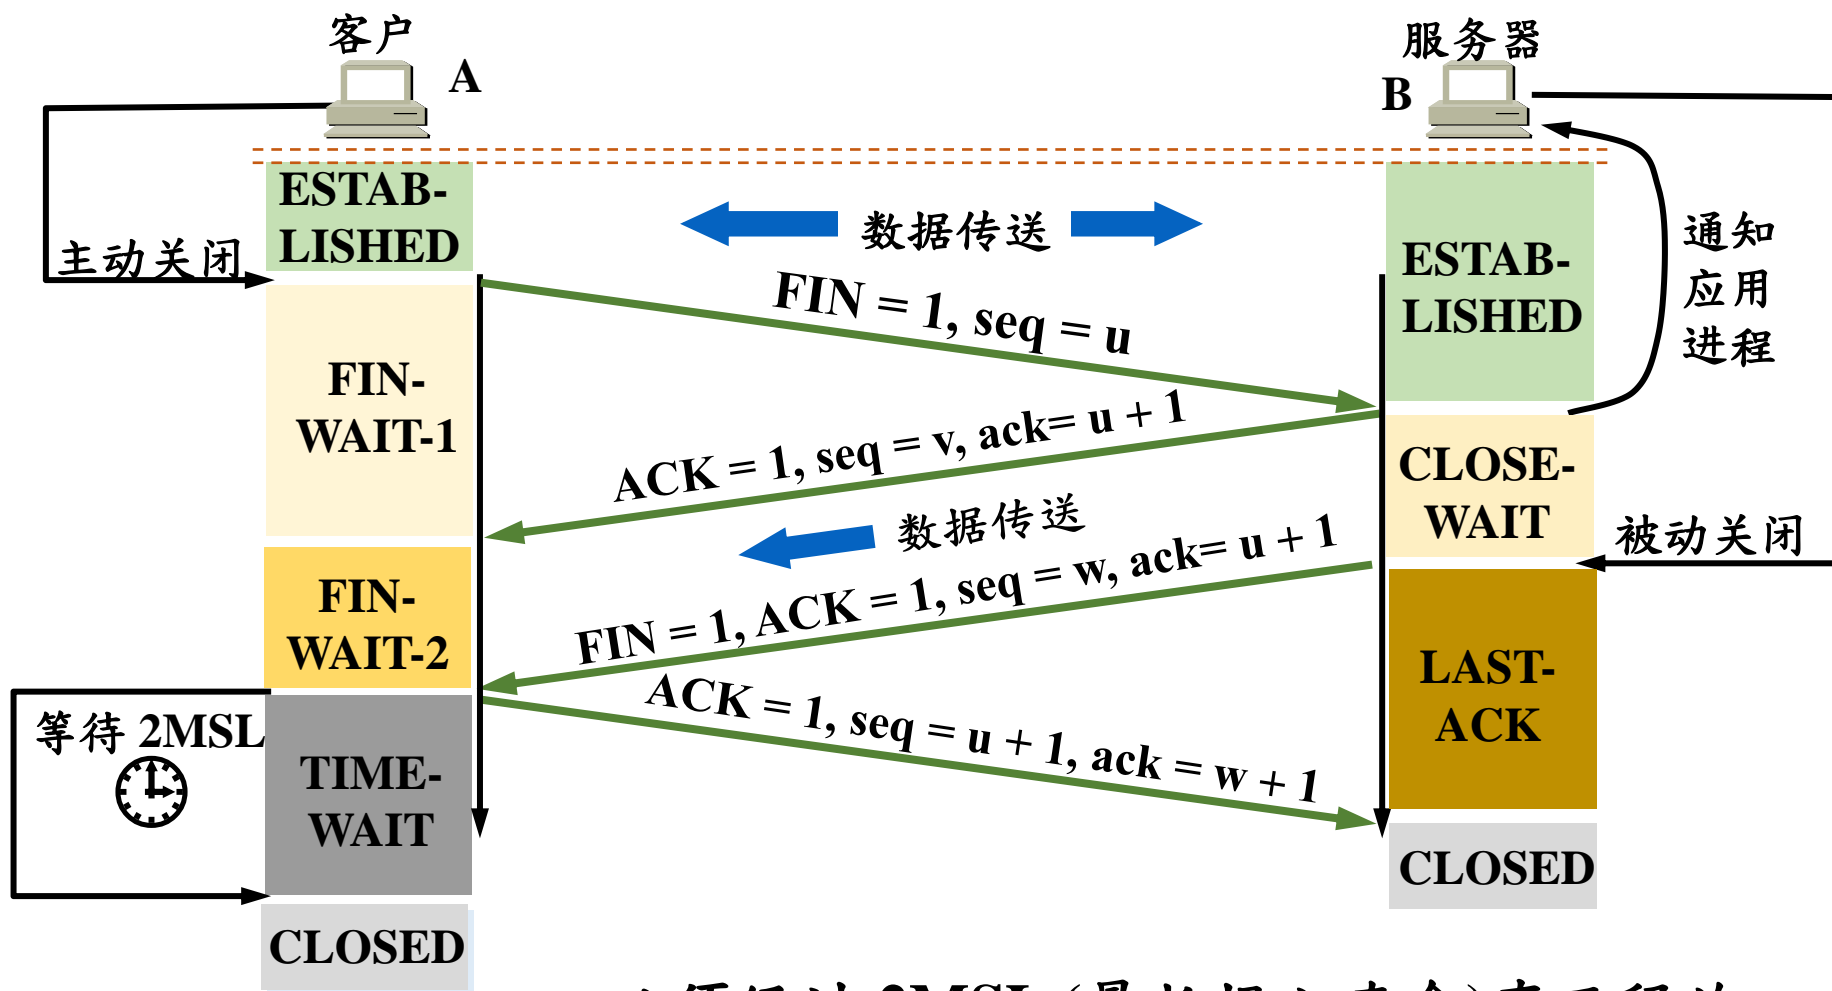 客户
服务器
A
B
ESTAB-
LISHED
数据传送
ESTAB-
LISHED
通知
应用
进程
主动关闭
FIN = 1, seq = u
FIN-
WAIT-1
ACK = 1, seq = v, ack= u + 1
CLOSE-
WAIT
数据传送
被动关闭
FIN = 1, ACK = 1, seq = w, ack= u + 1
FIN-
WAIT-2
LAST-
ACK
ACK = 1, seq = u + 1, ack = w + 1
等待 2MSL
TIME-
WAIT
CLOSED
CLOSED
2MSL